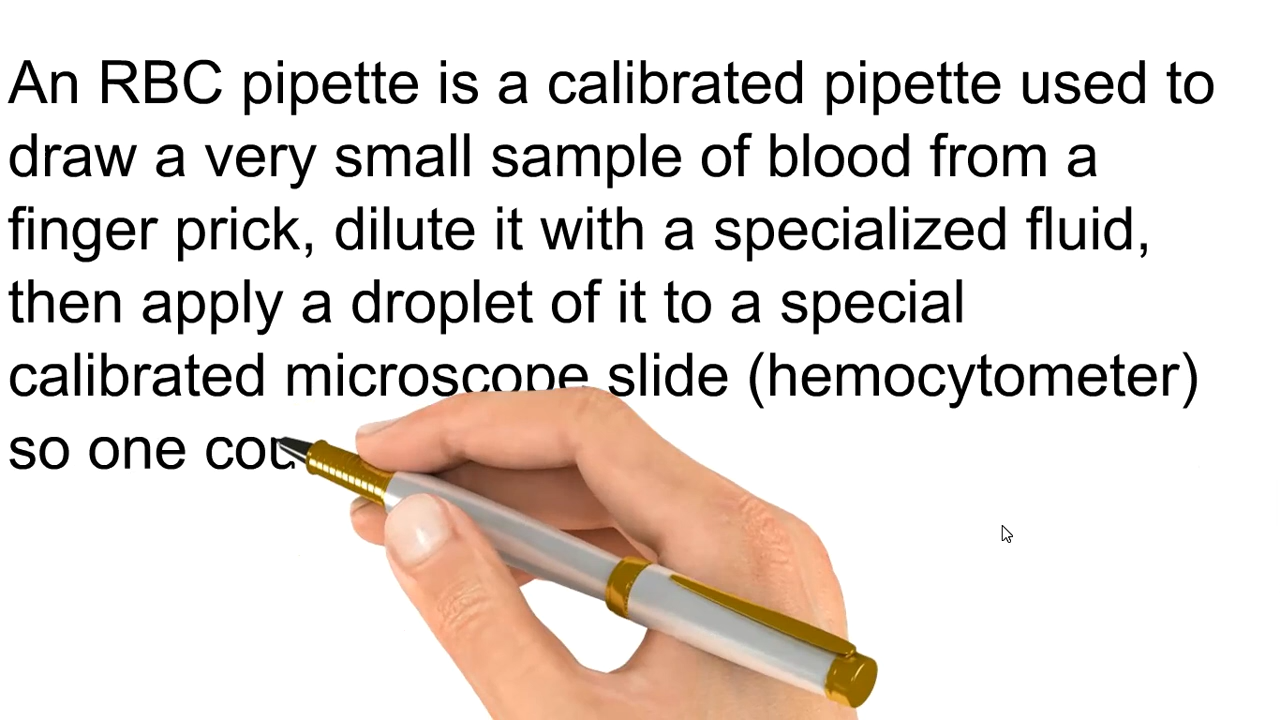 An RBC pipette is a calibrated pipette used to
draw a very small sample of blood from a
finger prick, dilute it with a specialized fluid,
then apply a droplet of it to a special
calibrated microscope slide (hemocytometer)
so one